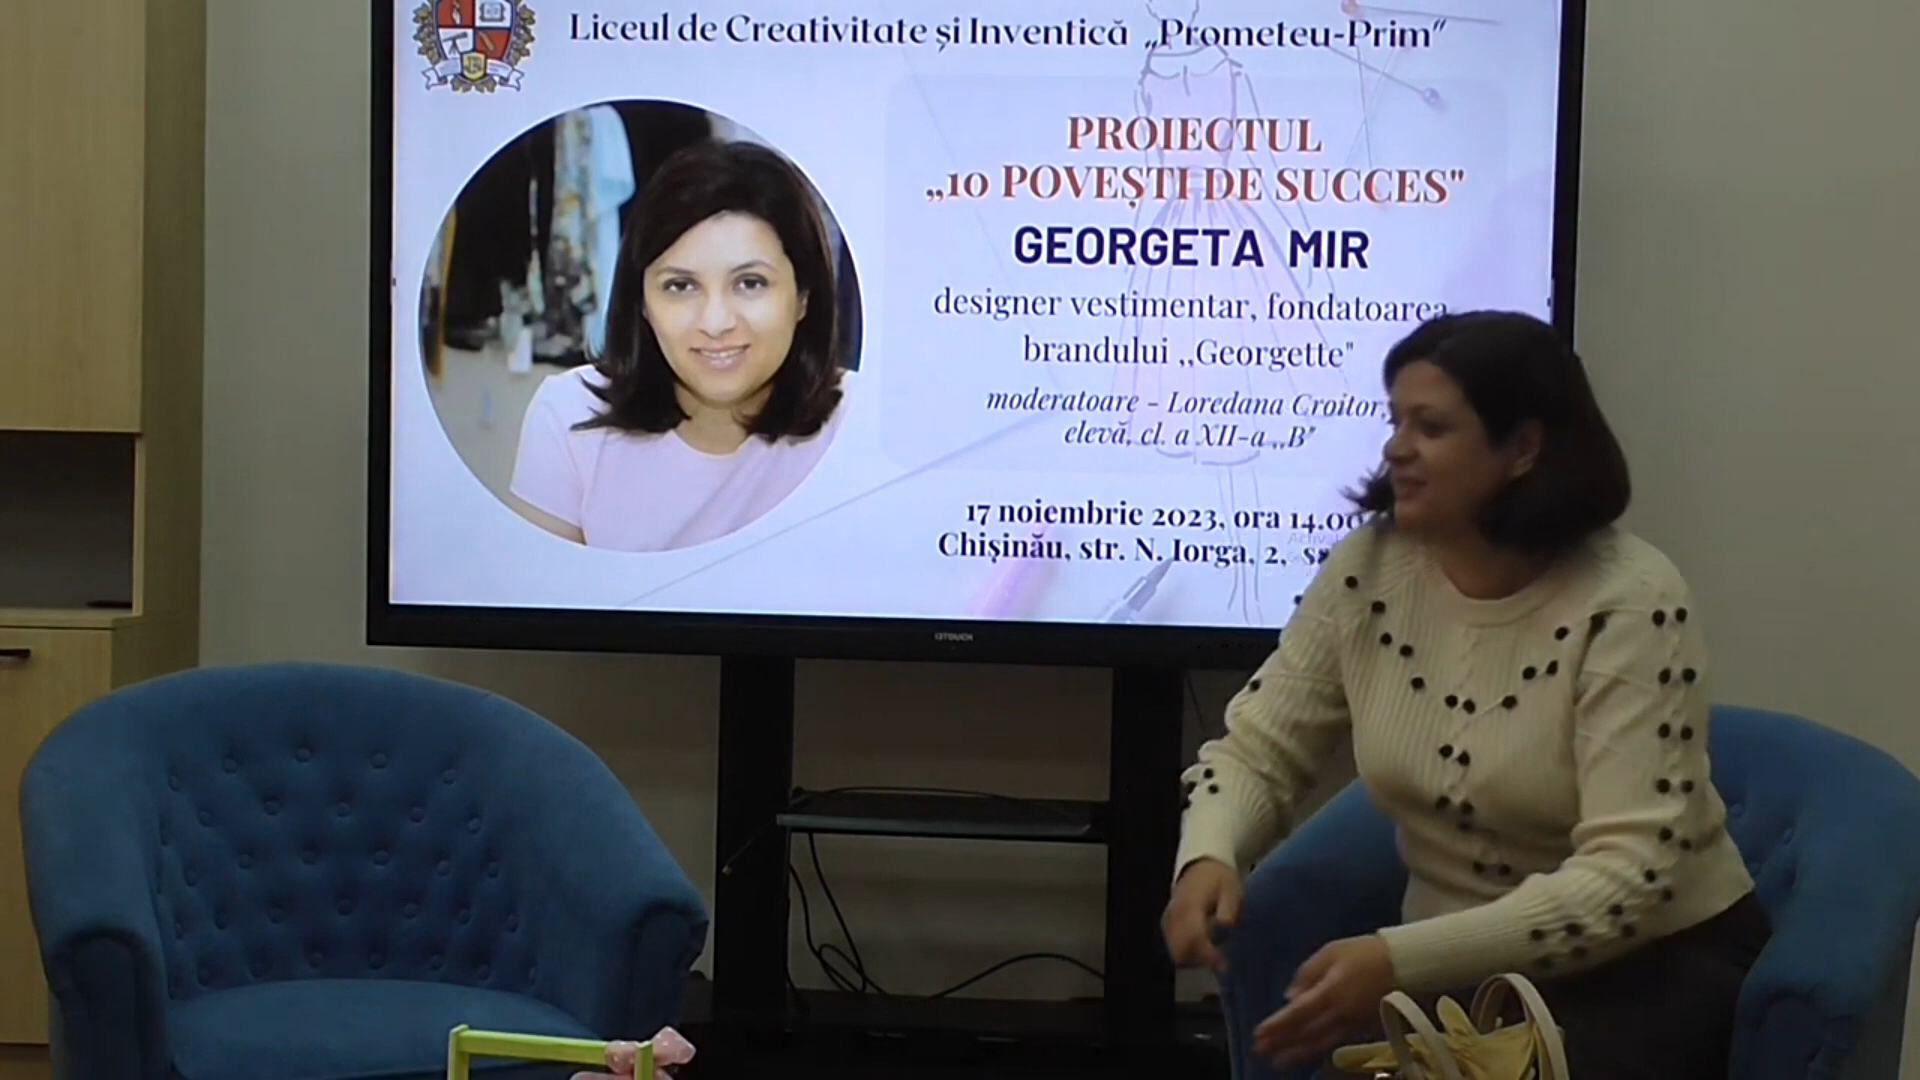 Liceul de Creativitate și Inventică „Prometeu-Prim"
PROIECTUL
„10 POVEȘTI DE SUCCES"
GEORGETA MIR
designer vestimentar, fondatoarea
brandului ,,Georgette"
moderatoare - Loredana Croitor,
elevă, cl. a XII-a ,,B"
17 noiembrie 2023, ora 14.00
Chișinău, str. N. Iorga, 2,